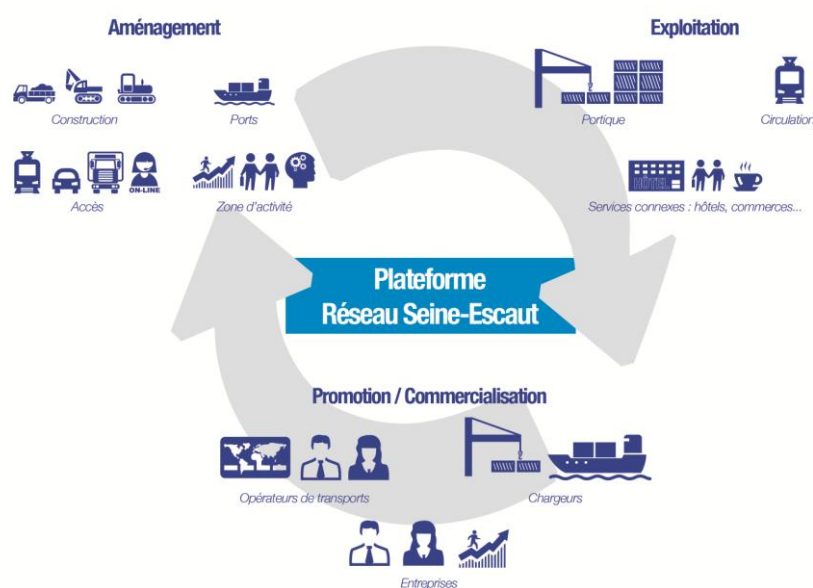 Aménagement
Exploitation
Construction
Ports
Portique
Circulation
ON-LINE
Accès
Zone d'activité
HÔTEL
Services connexes : hôtels, commerces...
Plateforme
Réseau Seine-Escaut
Promotion / Commercialisation
Opérateurs de transports
Chargeurs
Entreprises